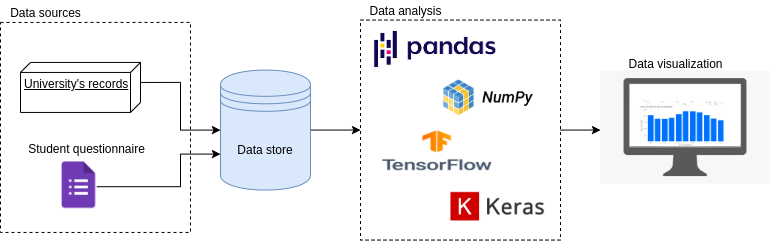 Data sources
University's records
Student questionnaire
Data store
Data analysis
pandas
NumPy
TensorFlow
Keras
Data visualization